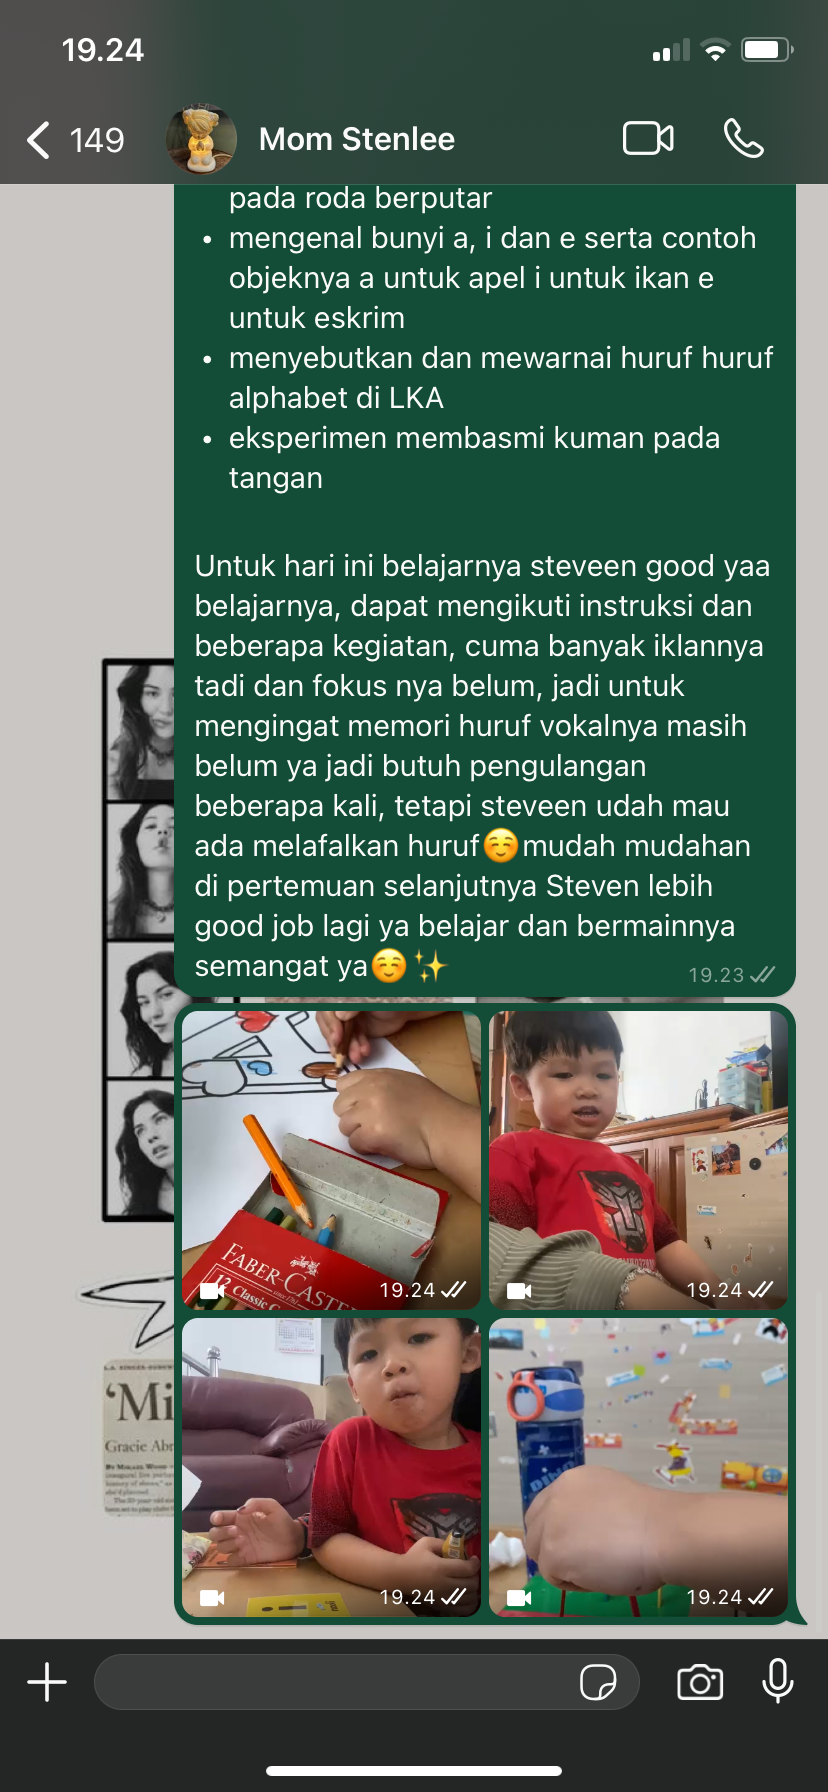 19.24
149
Mom Stenlee
pada roda berputar
• mengenal bunyi a, i dan e serta contoh
objeknya a untuk apel i untuk ikan e
untuk eskrim
• menyebutkan dan mewarnai huruf huruf
alphabet di LKA
• eksperimen membasmi kuman pada
tangan
Untuk hari ini belajarnya steveen good yaa
belajarnya, dapat mengikuti instruksi dan
beberapa kegiatan, cuma banyak iklannya
tadi dan fokus nya belum, jadi untuk
mengingat memori huruf vokalnya masih
belum ya jadi butuh pengulangan
beberapa kali, tetapi steveen udah mau
ada melafalkan huruf☺️mudah mudahan
di pertemuan selanjutnya Steven lebih
good job lagi ya belajar dan bermainnya
semangat ya☺️✨
19.23
FABER-CASTE
12 Classic C
19.24
19.24
'Mi
Gracie Abr
19.24
19.24